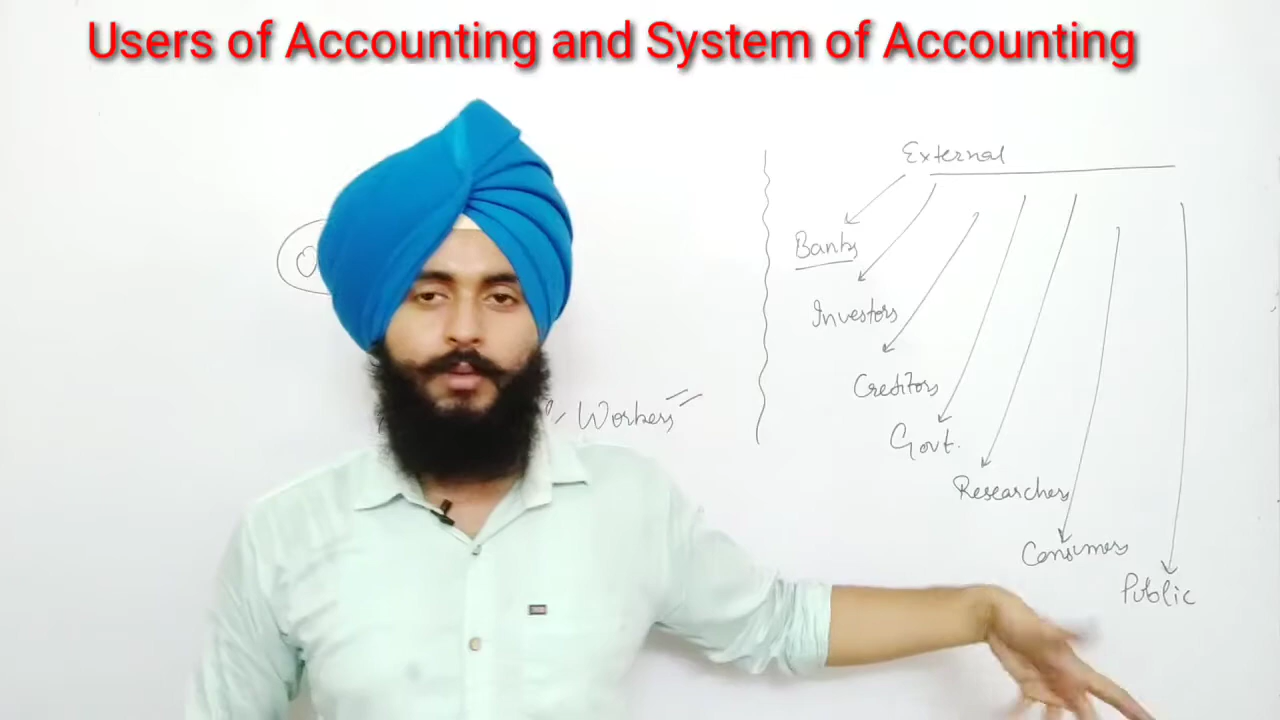 Users of Accounting and System of Accounting
External
Banks
Investors
Creditors
Govt.
Workers
Researchers
Consumers
Public